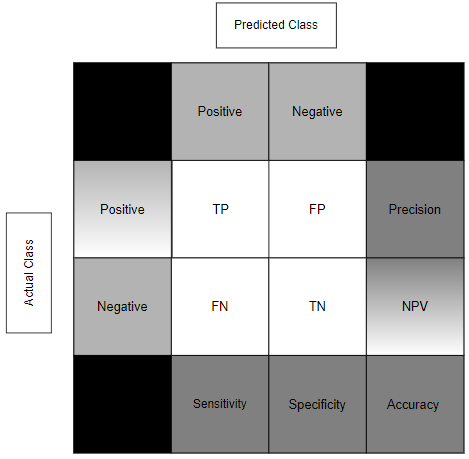 Predicted Class
Positive
Negative
Actual Class
Positive
TP
FP
Precision
Negative
FN
TN
NPV
Sensitivity
Specificity
Accuracy